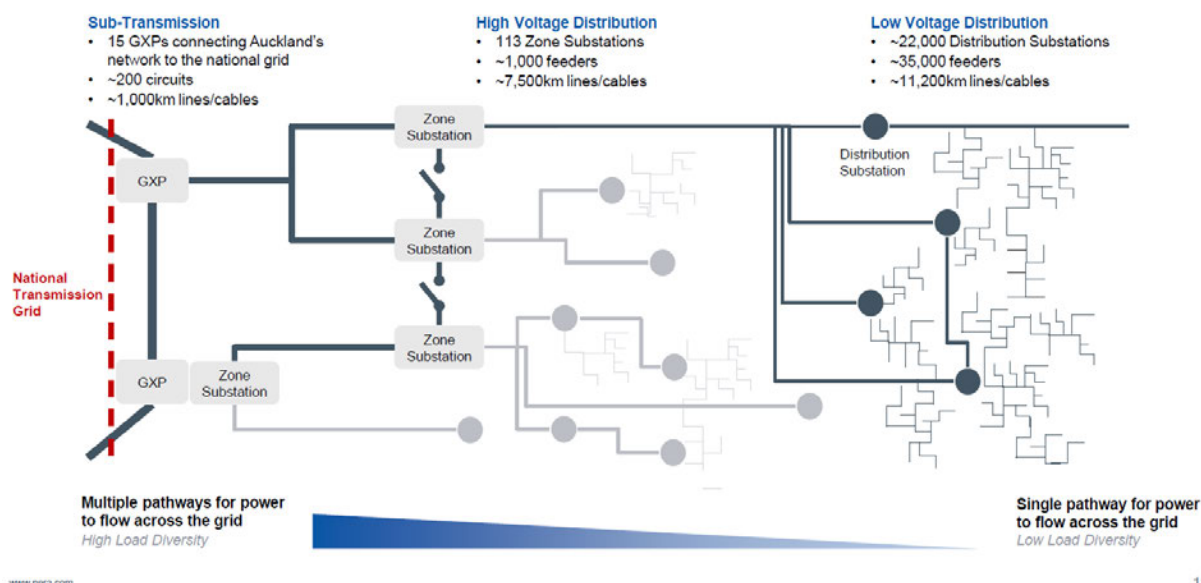 Sub-Transmission
• 15 GXPs connecting Auckland's
network to the national grid
• ~200 circuits
• ~1,000km lines/cables
High Voltage Distribution
• 113 Zone Substations
• ~1,000 feeders
• ~7,500km lines/cables
Low Voltage Distribution
• ~22,000 Distribution Substations
• ~35,000 feeders
• ~11,200km lines/cables
Zone
Substation
Distribution
Substation
GXP
Zone
Substation
National
Transmission
Grid
Zone
Substation
GXP
Zone
Substation
Multiple pathways for power
to flow across the grid
High Load Diversity
Single pathway for power
to flow across the grid
Low Load Diversity